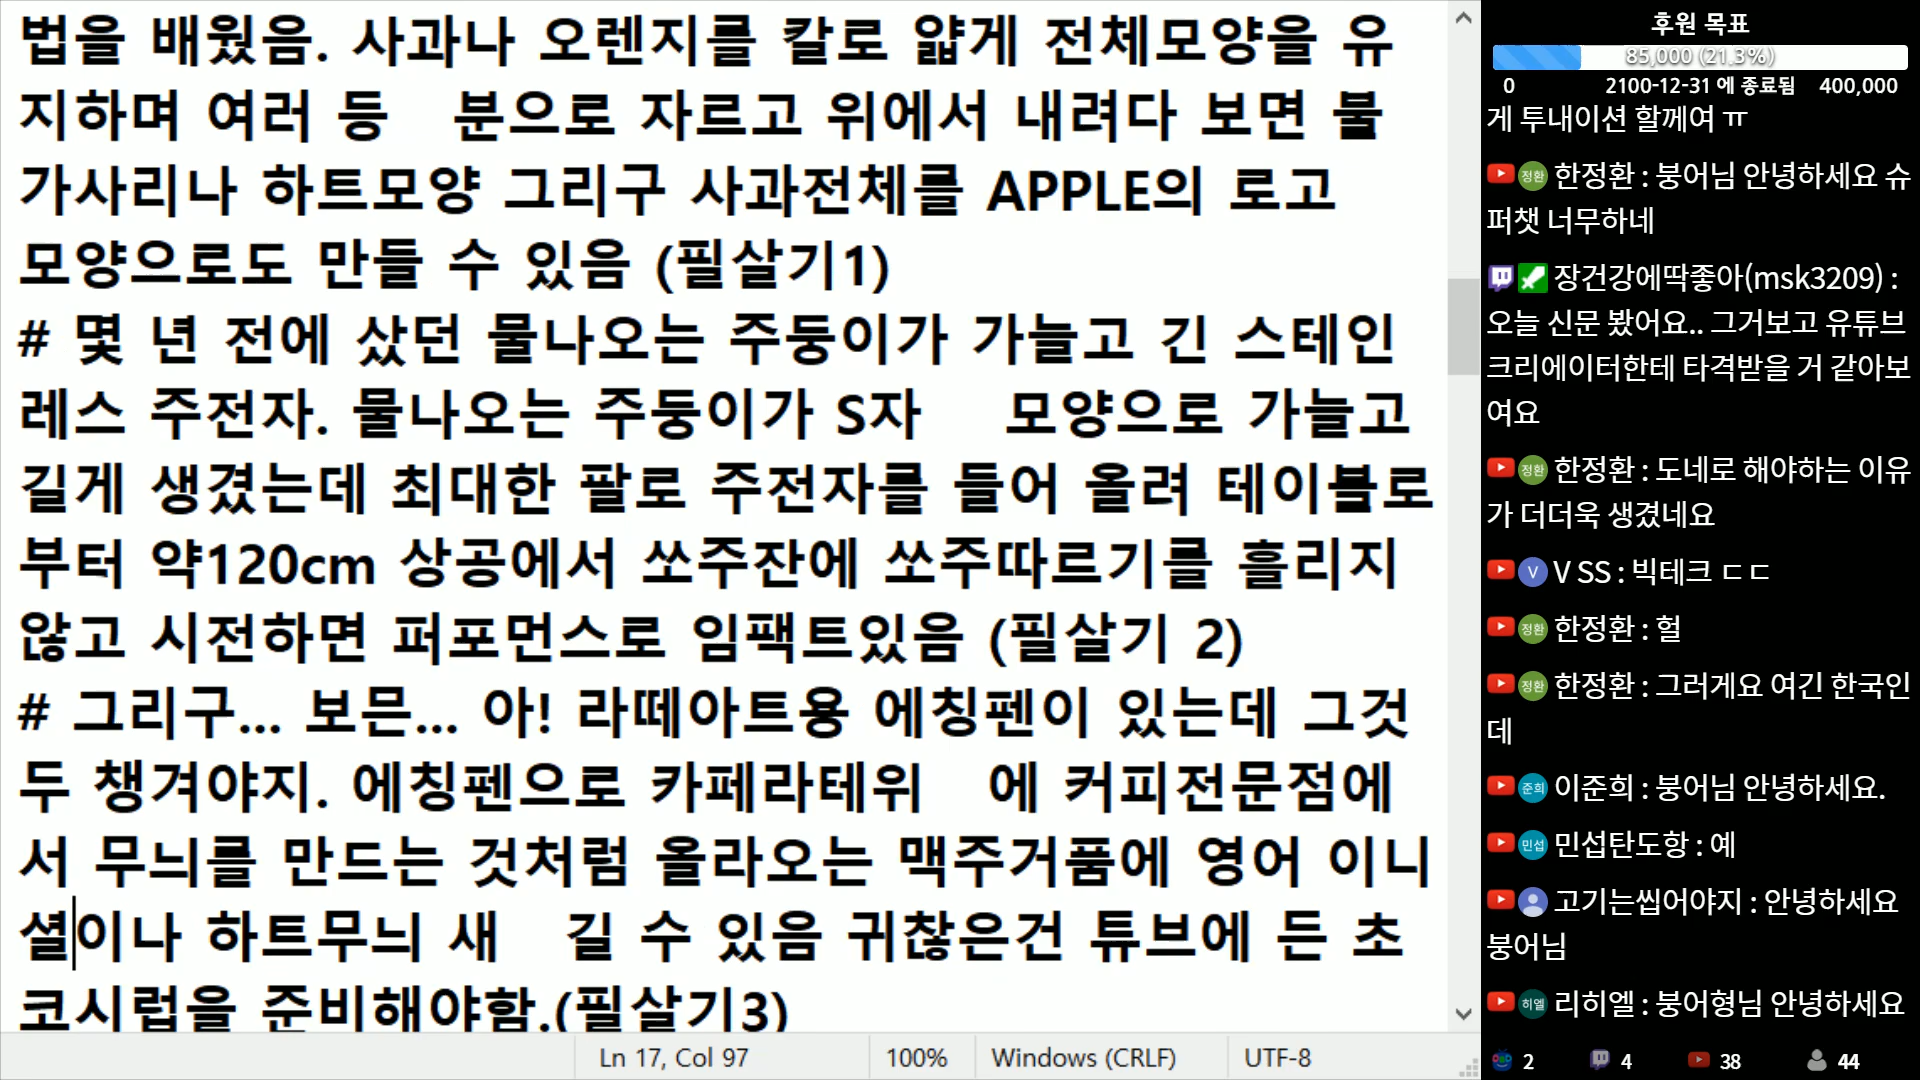 법을 배웠음. 사과나 오렌지를 칼로 얇게 전체모양을 유
지하며 여러 등 분으로 자르고 위에서 내려다 보면 불
가사리나 하트모양 그리구 사과전체를 APPLE의 로고
모양으로도 만들 수 있음 (필살기1)
# 몇 년 전에 샀던 물나오는 주둥이가 가늘고 긴 스테인
레스 주전자. 물나오는 주둥이가 S자 모양으로 가늘고
길게 생겼는데 최대한 팔로 주전자를 들어 올려 테이블로
부터 약120cm 상공에서 쏘주잔에 쏘주따르기를 흘리지
않고 시전하면 퍼포먼스로 임팩트있음 (필살기 2)
# 그리구... 보믄... 아! 라떼아트용 에칭펜이 있는데 그것
두 챙겨야지. 에칭펜으로 카페라테위 에 커피전문점에
서 무늬를 만드는 것처럼 올라오는 맥주거품에 영어 이니
셜이나 하트무늬 새 길 수 있음 귀찮은건 튜브에 든 초
코시럽을 준비해야함.(필살기3)
Ln 17, Col 97
100%
Windows (CRLF)
UTF-8
후원 목표
85,000 (21.3%)
0 2100-12-31 에 종료됨 400,000
게 투내이션 할께여 ㅠ
정환 한정환 : 붕어님 안녕하세요 슈
퍼챗 너무하네
장건강에딱좋아(msk3209) :
오늘 신문 봤어요.. 그거보고 유튜브
크리에이터한테 타격받을 거 같아보
여요
정환 한정환 : 도네로 해야하는 이유
가 더더욱 생겼네요
V V SS : 빅테크 ㄷㄷ
정환 한정환 : 헐
정환 한정환 : 그러게요 여긴 한국인
데
준희 이준희 : 붕어님 안녕하세요.
민섭 민섭탄도항 : 예
고기는씹어야지 : 안녕하세요
붕어님
히엘 리히엘 : 붕어형님 안녕하세요
2 4 38 44